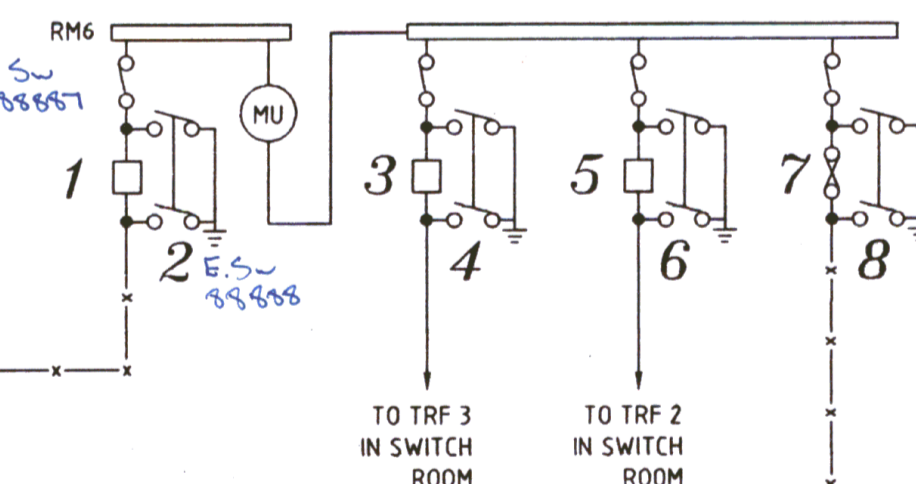 RM6
Sw
88887
MU
1
3
5
7
2
E.Sw
88888
4
6
8
TO TRF 3
IN SWITCH
ROOM
TO TRF 2
IN SWITCH
ROOM